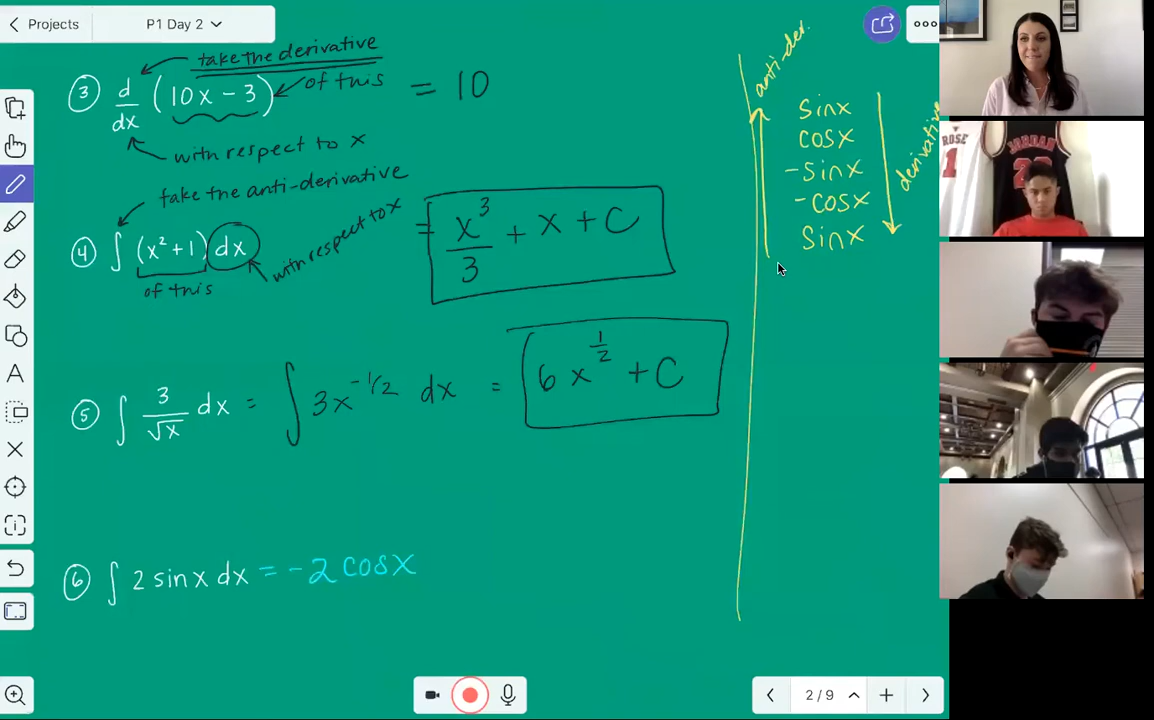 Projects
P1 Day 2
take the derivative
③ d/dx (10x - 3) = 10
of this
with respect to x
take the anti-derivative
④ ∫ (x² + 1) dx = x³/3 + x + C
with respect to x
of this
⑤ ∫ 3/√x dx = ∫ 3x^(-1/2) dx = 6x^(1/2) + C
⑥ ∫ 2 sin x dx = -2 cos x
anti-der.
sin x
cos x
-sin x
-cos x
sin x
derivative
A
2 / 9
ROSE
1
JORDAN